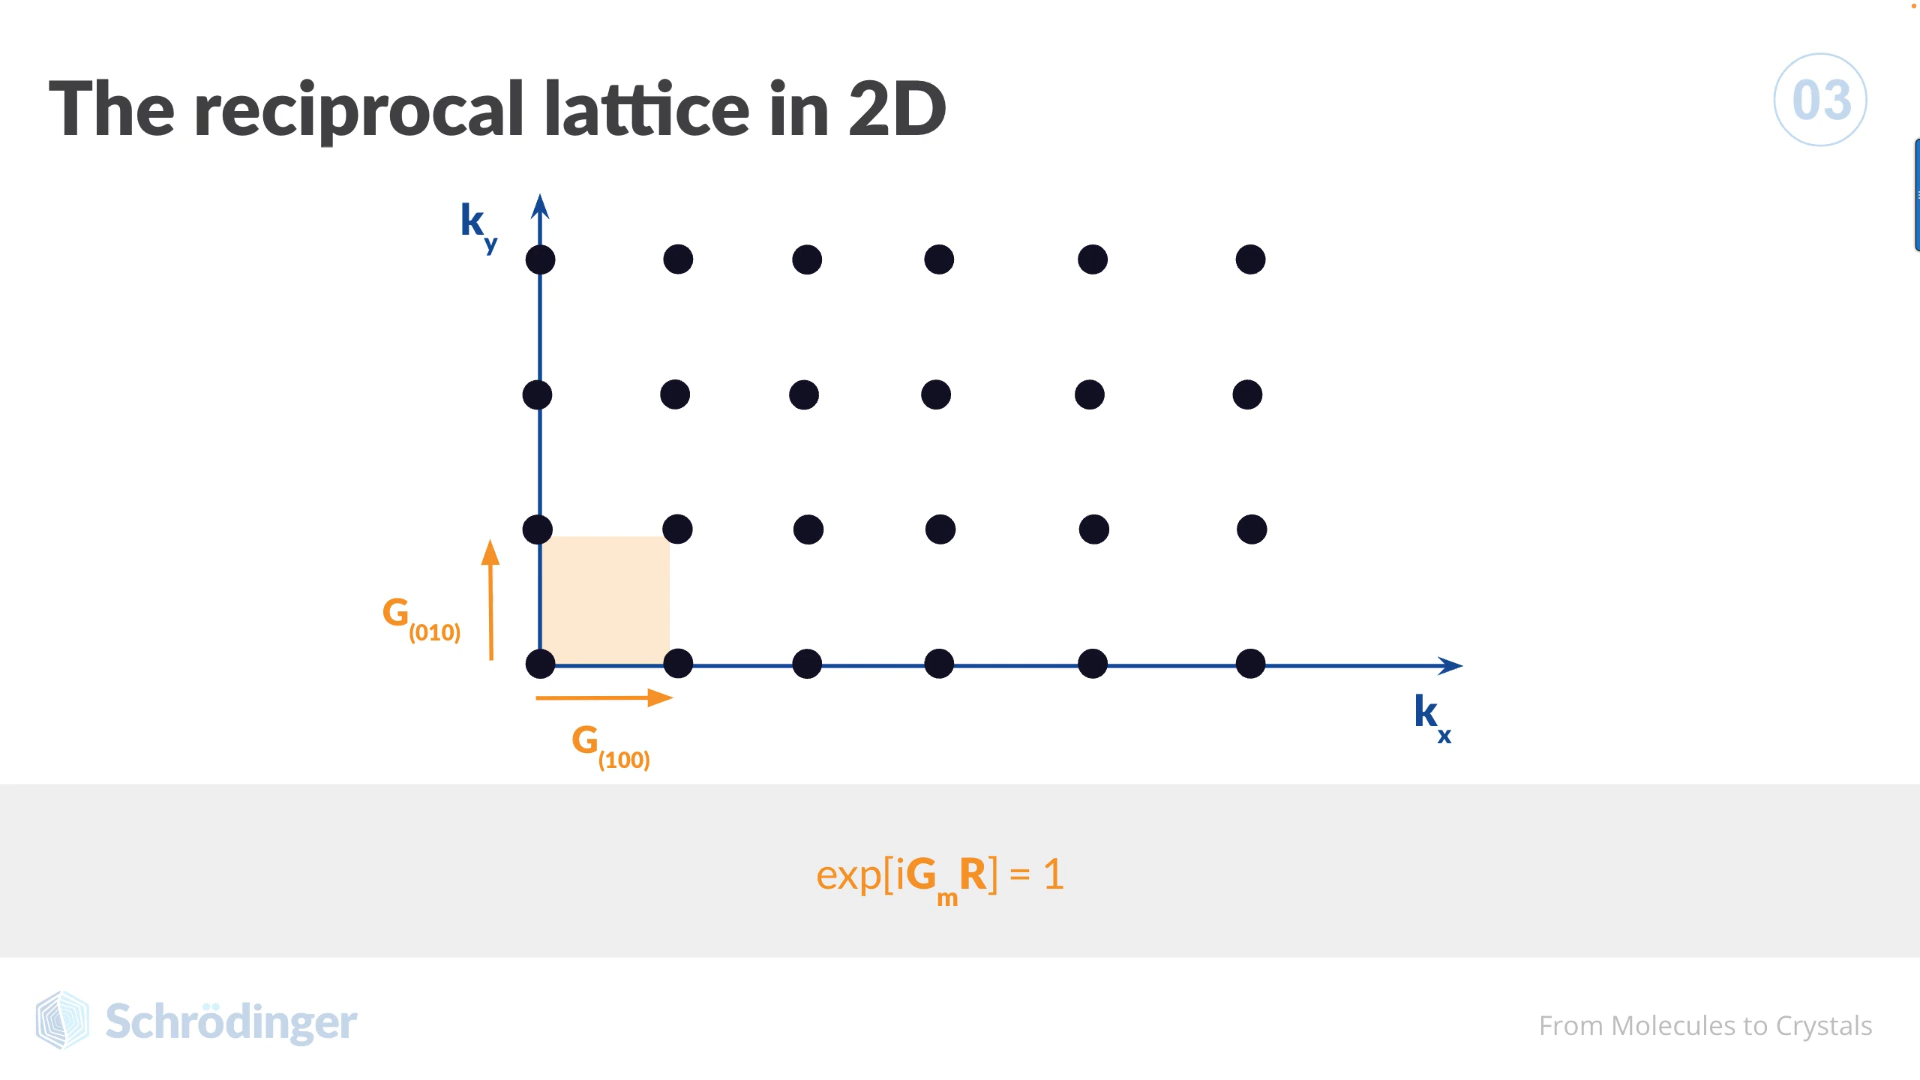 The reciprocal lattice in 2D
03
ky
G(010)
G(100)
kx
exp[iGmR] = 1
Schrödinger
From Molecules to Crystals